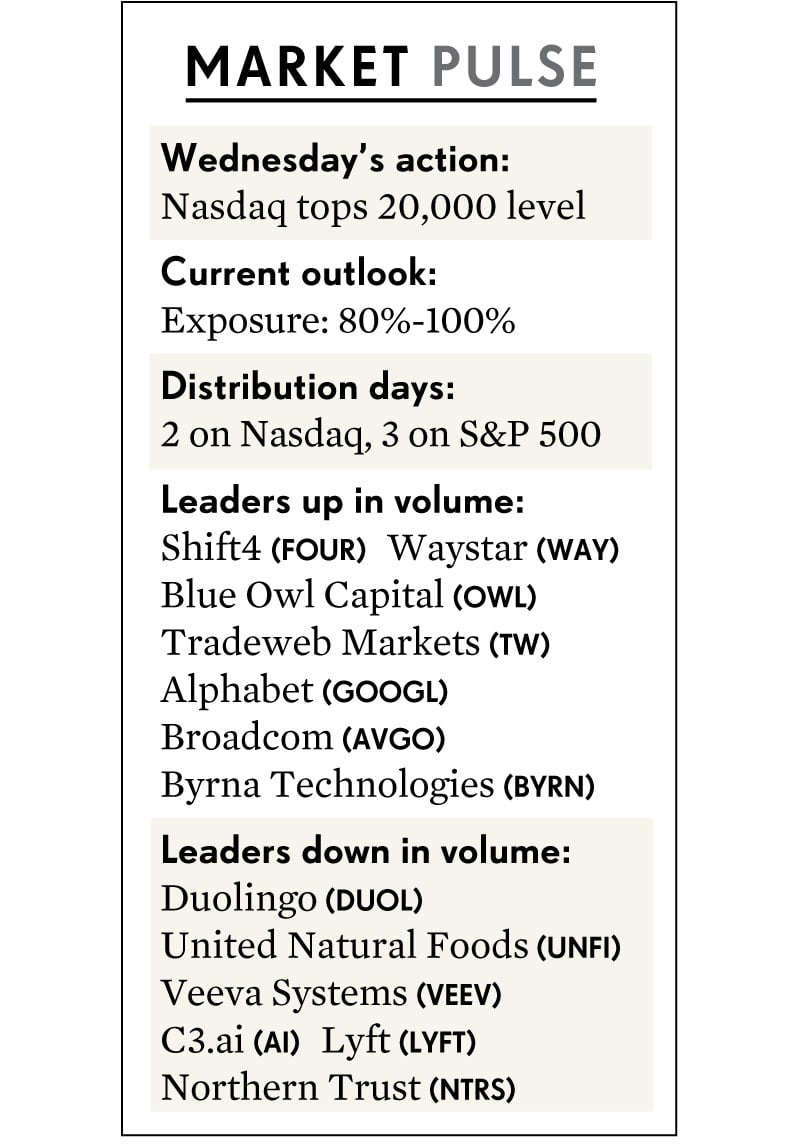 MARKET PULSE
Wednesday’s action:
Nasdaq tops 20,000 level
Current outlook:
Exposure: 80%-100%
Distribution days:
2 on Nasdaq, 3 on S&P 500
Leaders up in volume:
Shift4 (FOUR) Waystar (WAY)
Blue Owl Capital (OWL)
Tradeweb Markets (TW)
Alphabet (GOOGL)
Broadcom (AVGO)
Byrna Technologies (BYRN)
Leaders down in volume:
Duolingo (DUOL)
United Natural Foods (UNFI)
Veeva Systems (VEEV)
C3.ai (AI) Lyft (LYFT)
Northern Trust (NTRS)